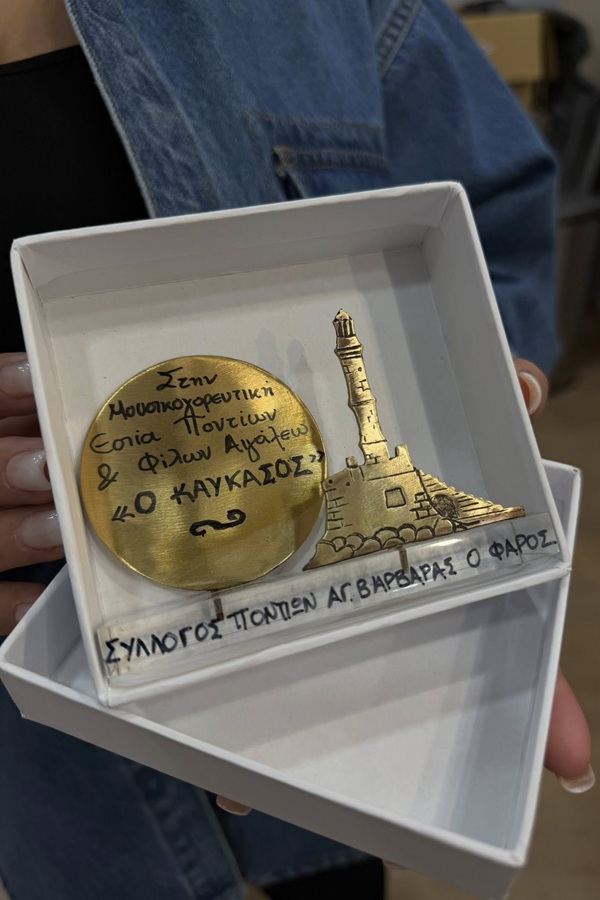 Στην
Μουσικοχορευτική
Εστία Ποντίων
& Φίλων Αιγάλεω
«Ο ΚΑΥΚΑΣΟΣ»
ΣΥΛΛΟΓΟΣ ΠΟΝΤΙΩΝ ΑΓ. ΒΑΡΒΑΡΑΣ Ο ΦΑΡΟΣ